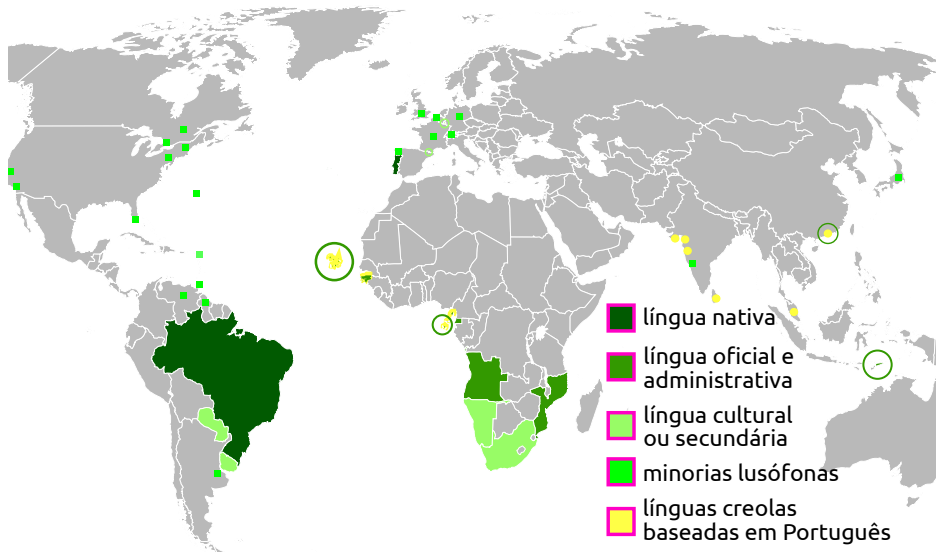 língua nativa
língua oficial e
administrativa
língua cultural
ou secundária
minorias lusófonas
línguas creolas
baseadas em Português